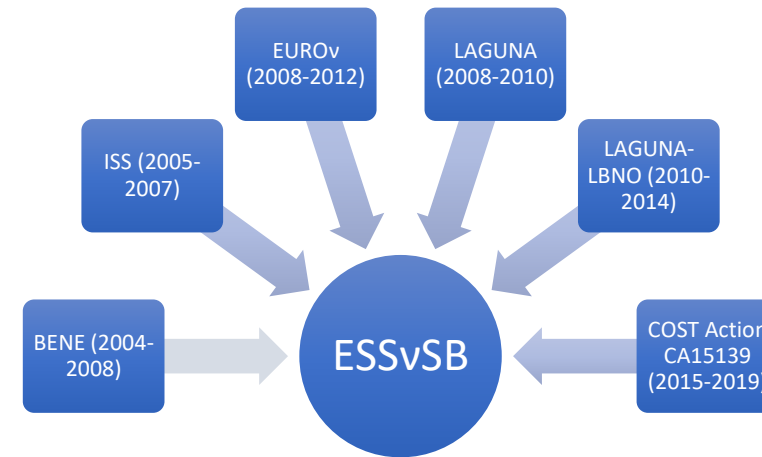 EUROν
(2008-2012)
LAGUNA
(2008-2010)
ISS (2005-
2007)
LAGUNA-
LBNO (2010-
2014)
BENE (2004-
2008)
ESSνSB
COST Action
CA15139
(2015-2019)